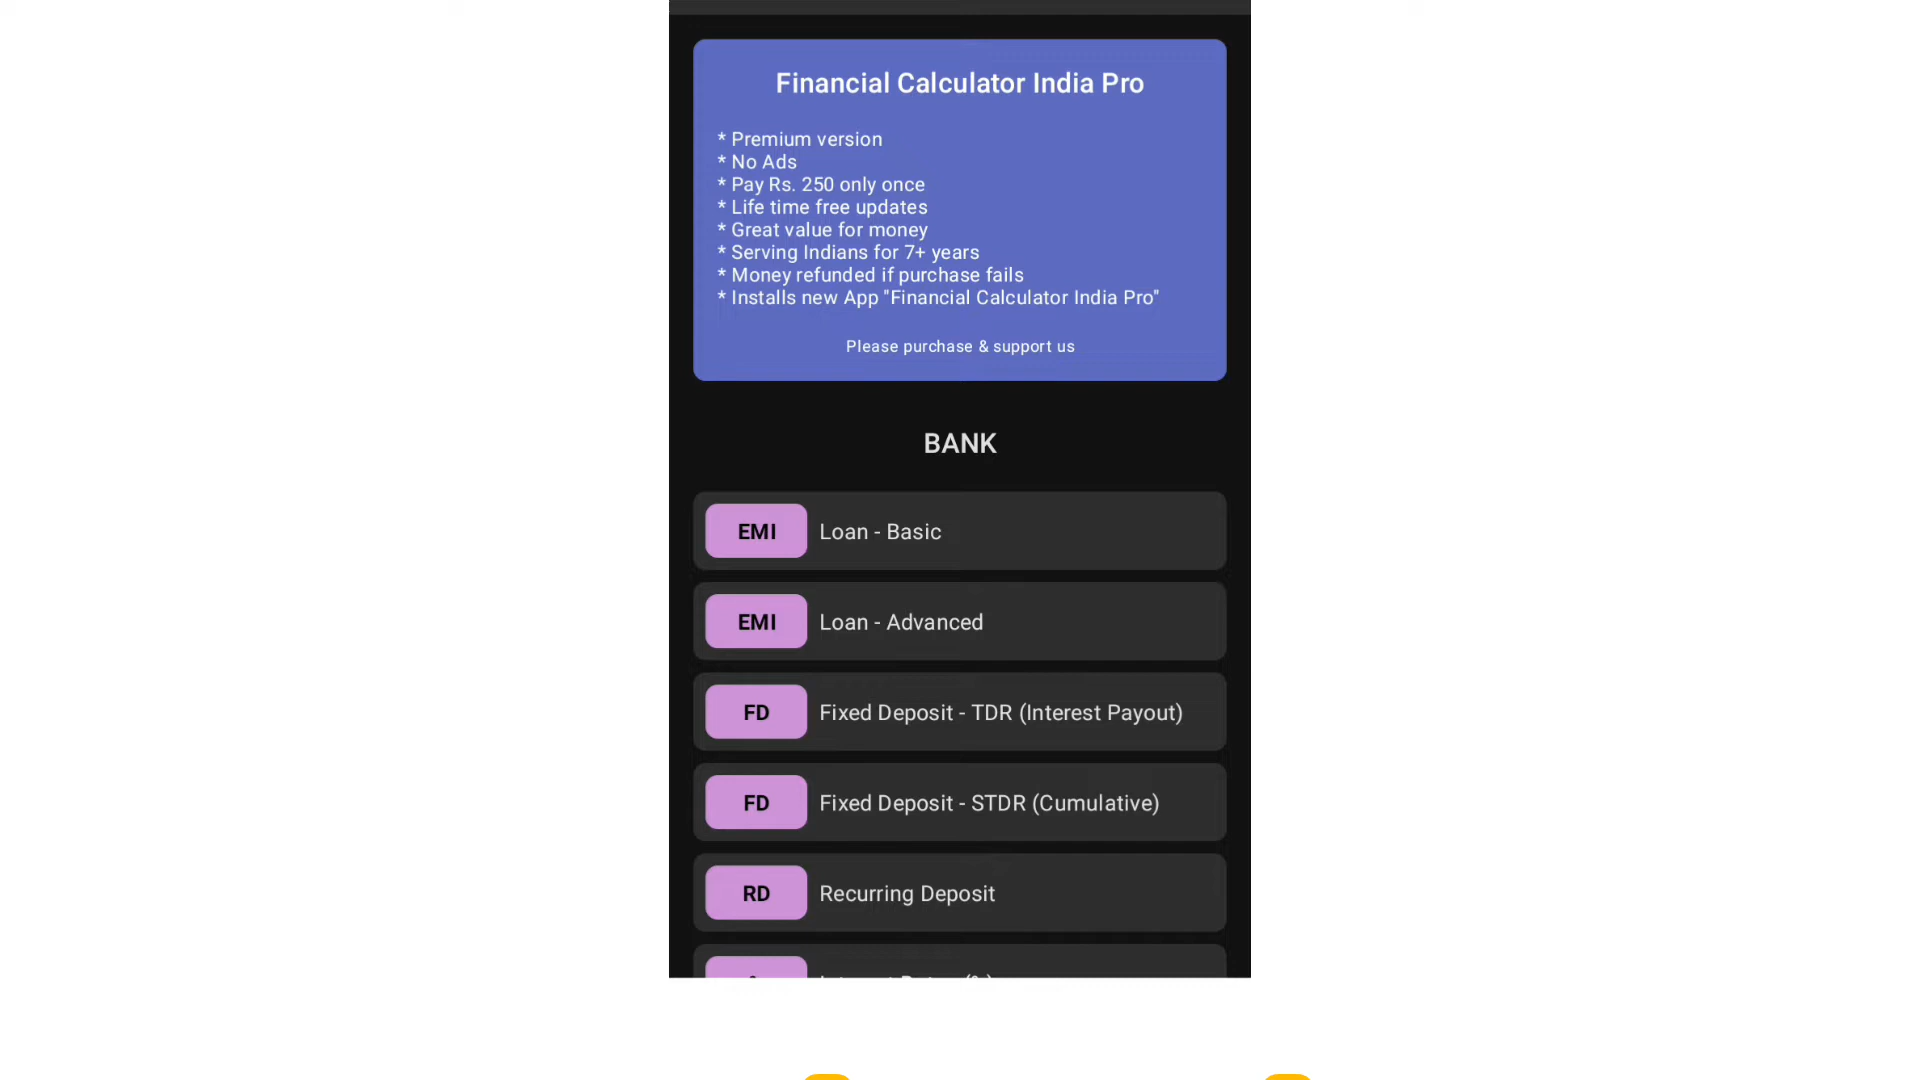 Financial Calculator India Pro
* Premium version
* No Ads
* Pay Rs. 250 only once
* Life time free updates
* Great value for money
* Serving Indians for 7+ years
* Money refunded if purchase fails
* Installs new App "Financial Calculator India Pro"
Please purchase & support us
BANK
EMI Loan - Basic
EMI Loan - Advanced
FD Fixed Deposit - TDR (Interest Payout)
FD Fixed Deposit - STDR (Cumulative)
RD Recurring Deposit